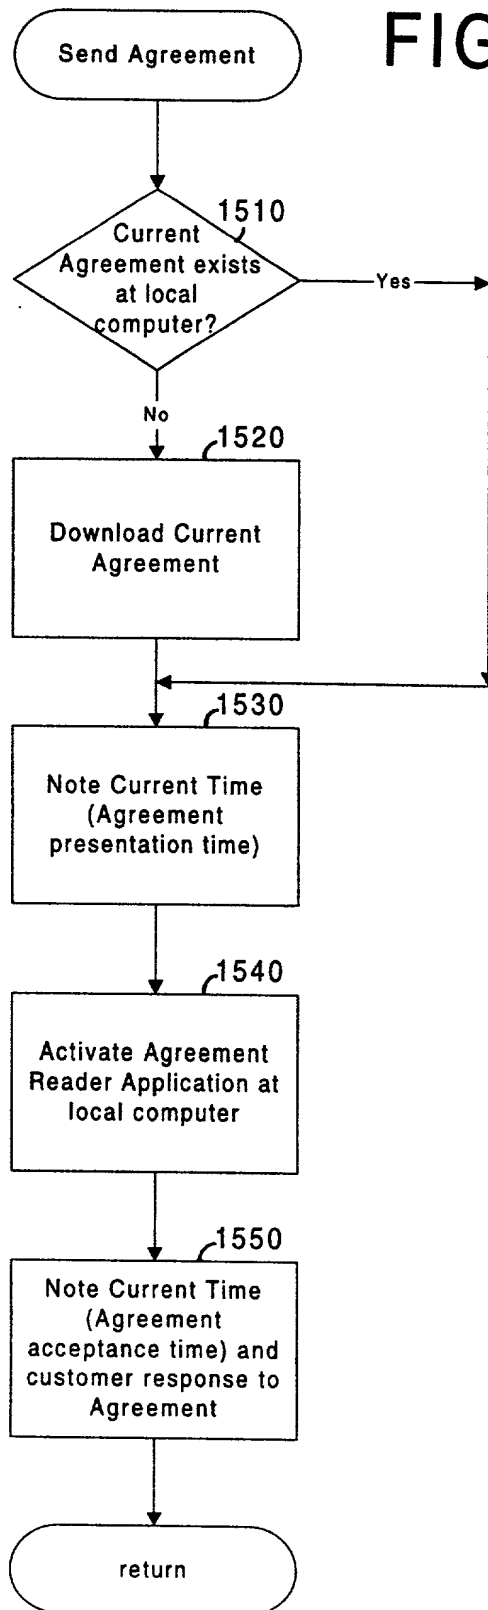 FIG
Send Agreement
1510
Current
Agreement exists
at local
computer?
Yes
No
1520
Download Current
Agreement
1530
Note Current Time
(Agreement
presentation time)
1540
Activate Agreement
Reader Application at
local computer
1550
Note Current Time
(Agreement
acceptance time) and
customer response to
Agreement
return